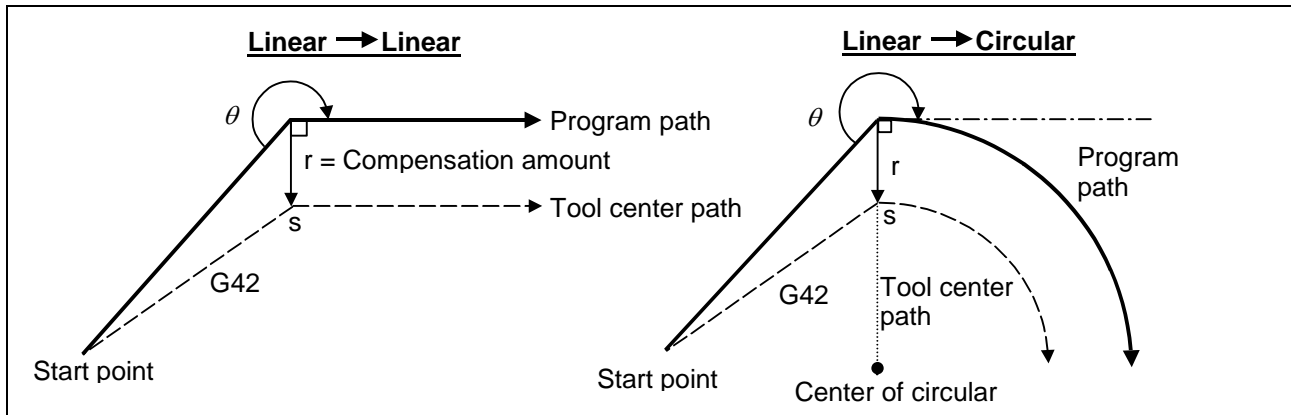 Linear → Linear
θ
Program path
r = Compensation amount
s
Tool center path
G42
Start point
Linear → Circular
θ
Program
path
r
s
G42
Tool center
path
Start point
Center of circular